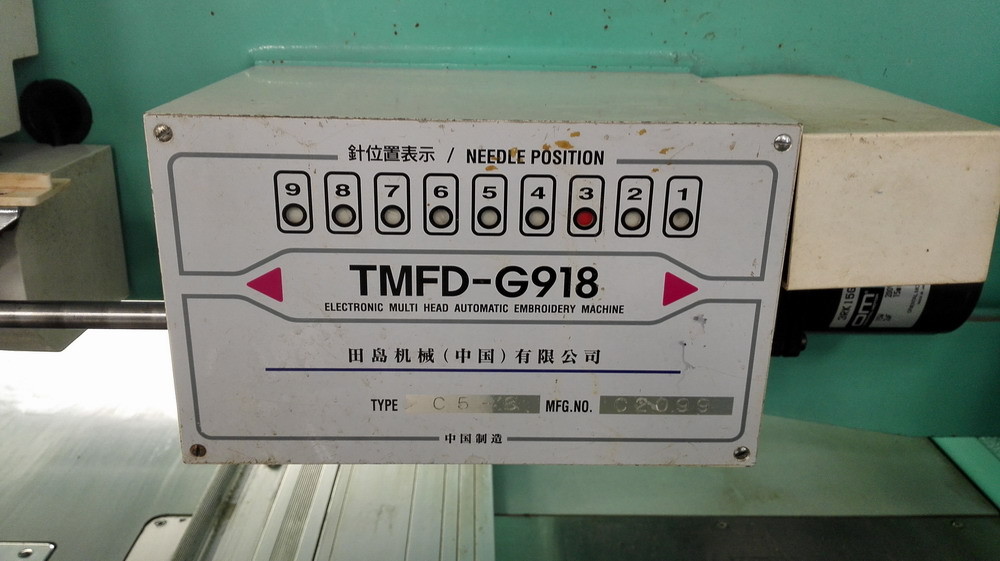 針位置表示 / NEEDLE POSITION
9 8 7 6 5 4 3 2 1
TMFD-G918
ELECTRONIC MULTI HEAD AUTOMATIC EMBROIDERY MACHINE
田岛机械(中国)有限公司
TYPE MFG.NO. C2099
中国制造